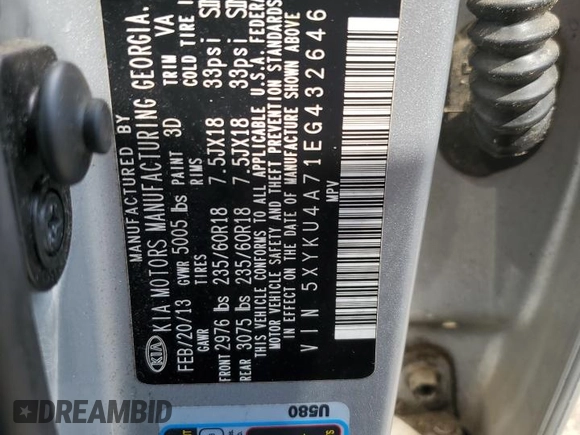 MANUFACTURED BY
KIA MOTORS MANUFACTURING GEORGIA.
FEB/20/13 GVWR 5005 lbs PAINT 3D TRIM VA
GAWR TIRES RIMS COLD TIRE
FRONT 2976 lbs 235/60R18 7.5JX18 33psi
REAR 3075 lbs 235/60R18 7.5JX18 33psi
THIS VEHICLE CONFORMS TO ALL APPLICABLE U.S.A. FEDERA
MOTOR VEHICLE SAFETY AND THEFT PREVENTION STANDARDS
IN EFFECT ON THE DATE OF MANUFACTURE SHOWN ABOVE
VIN 5XYKU4A71EG432646
MPV
KIA
U580
DREAMBID